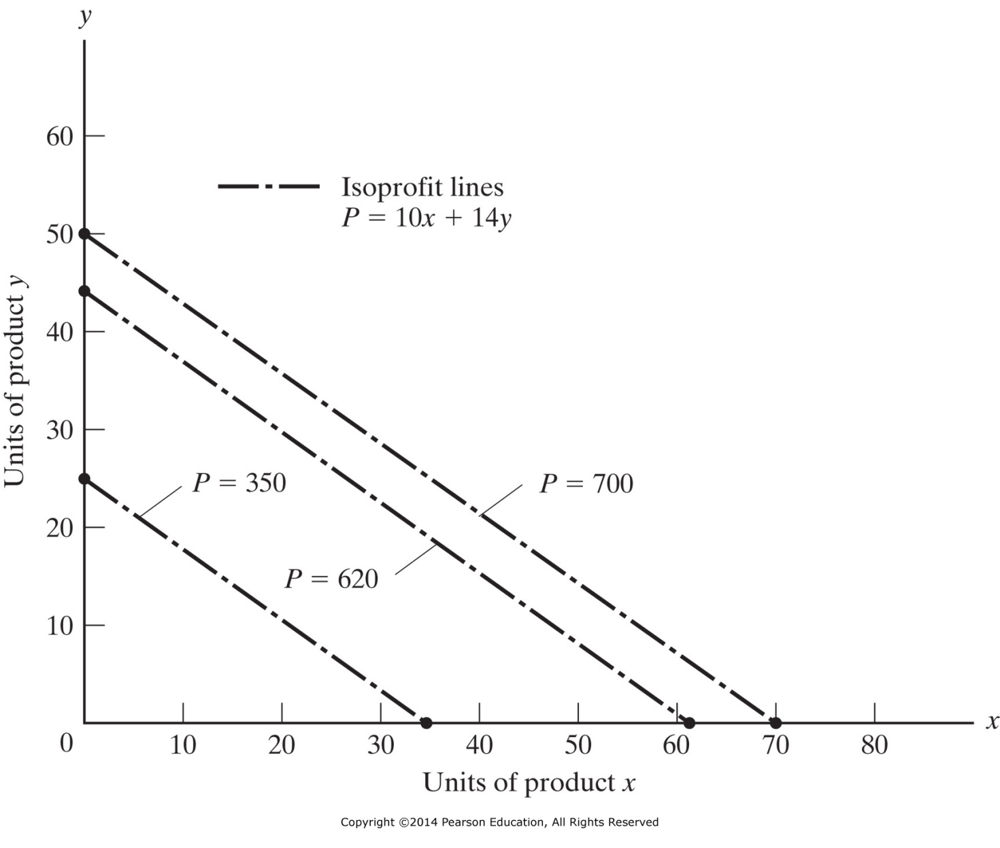 y
60
Isoprofit lines
P = 10x + 14y
50
40
30
20
10
0
Units of product y
P = 350
P = 700
P = 620
10 20 30 40 50 60 70 80
x
Units of product x
Copyright ©2014 Pearson Education, All Rights Reserved